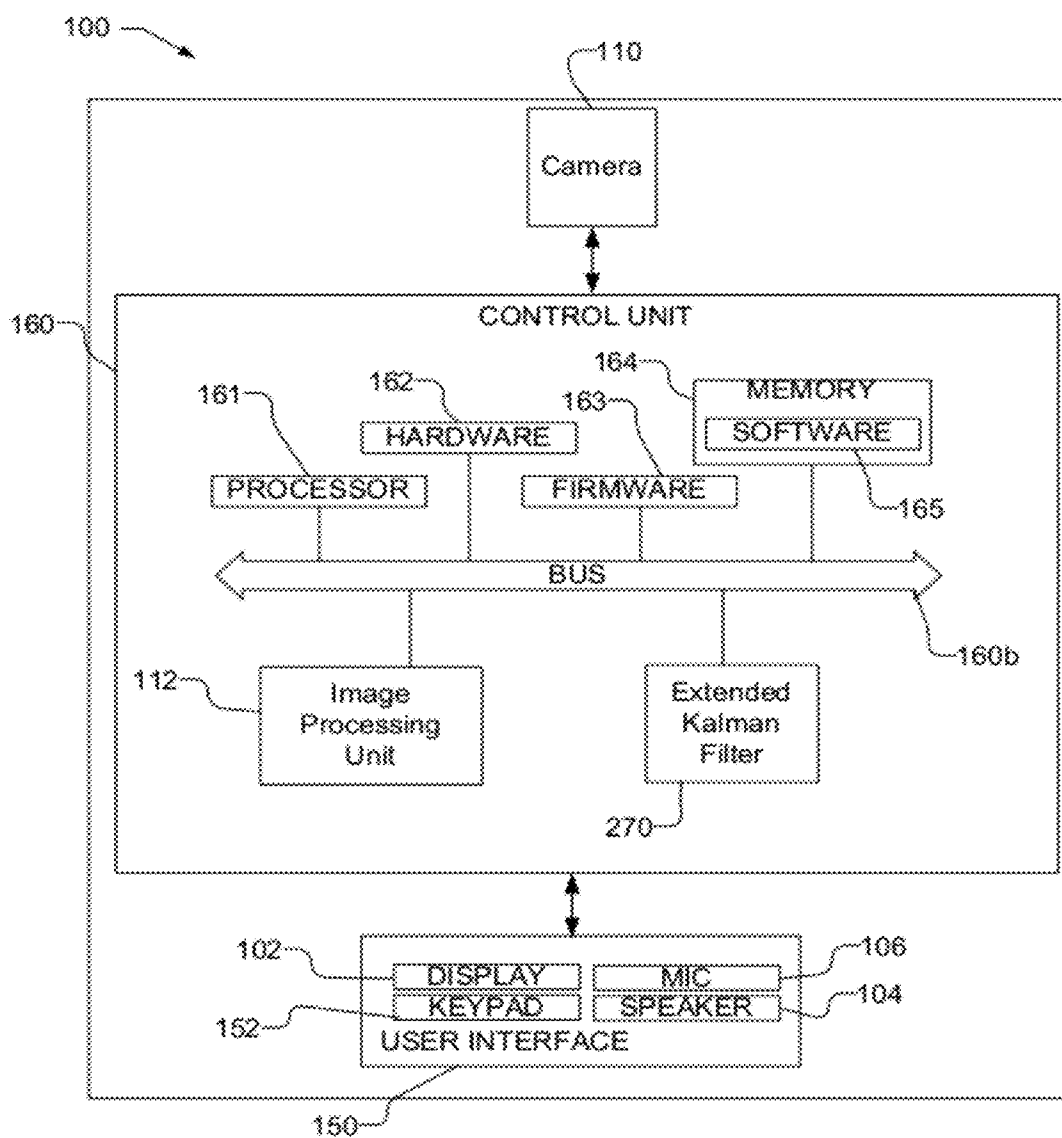 100
110
Camera
160
CONTROL UNIT
164
MEMORY
162
161
163
SOFTWARE
HARDWARE
PROCESSOR
FIRMWARE
165
BUS
160b
112
Image
Processing
Unit
Extended
Kalman
Filter
270
102
106
DISPLAY
MIC
KEYPAD
SPEAKER
104
152
USER INTERFACE
150